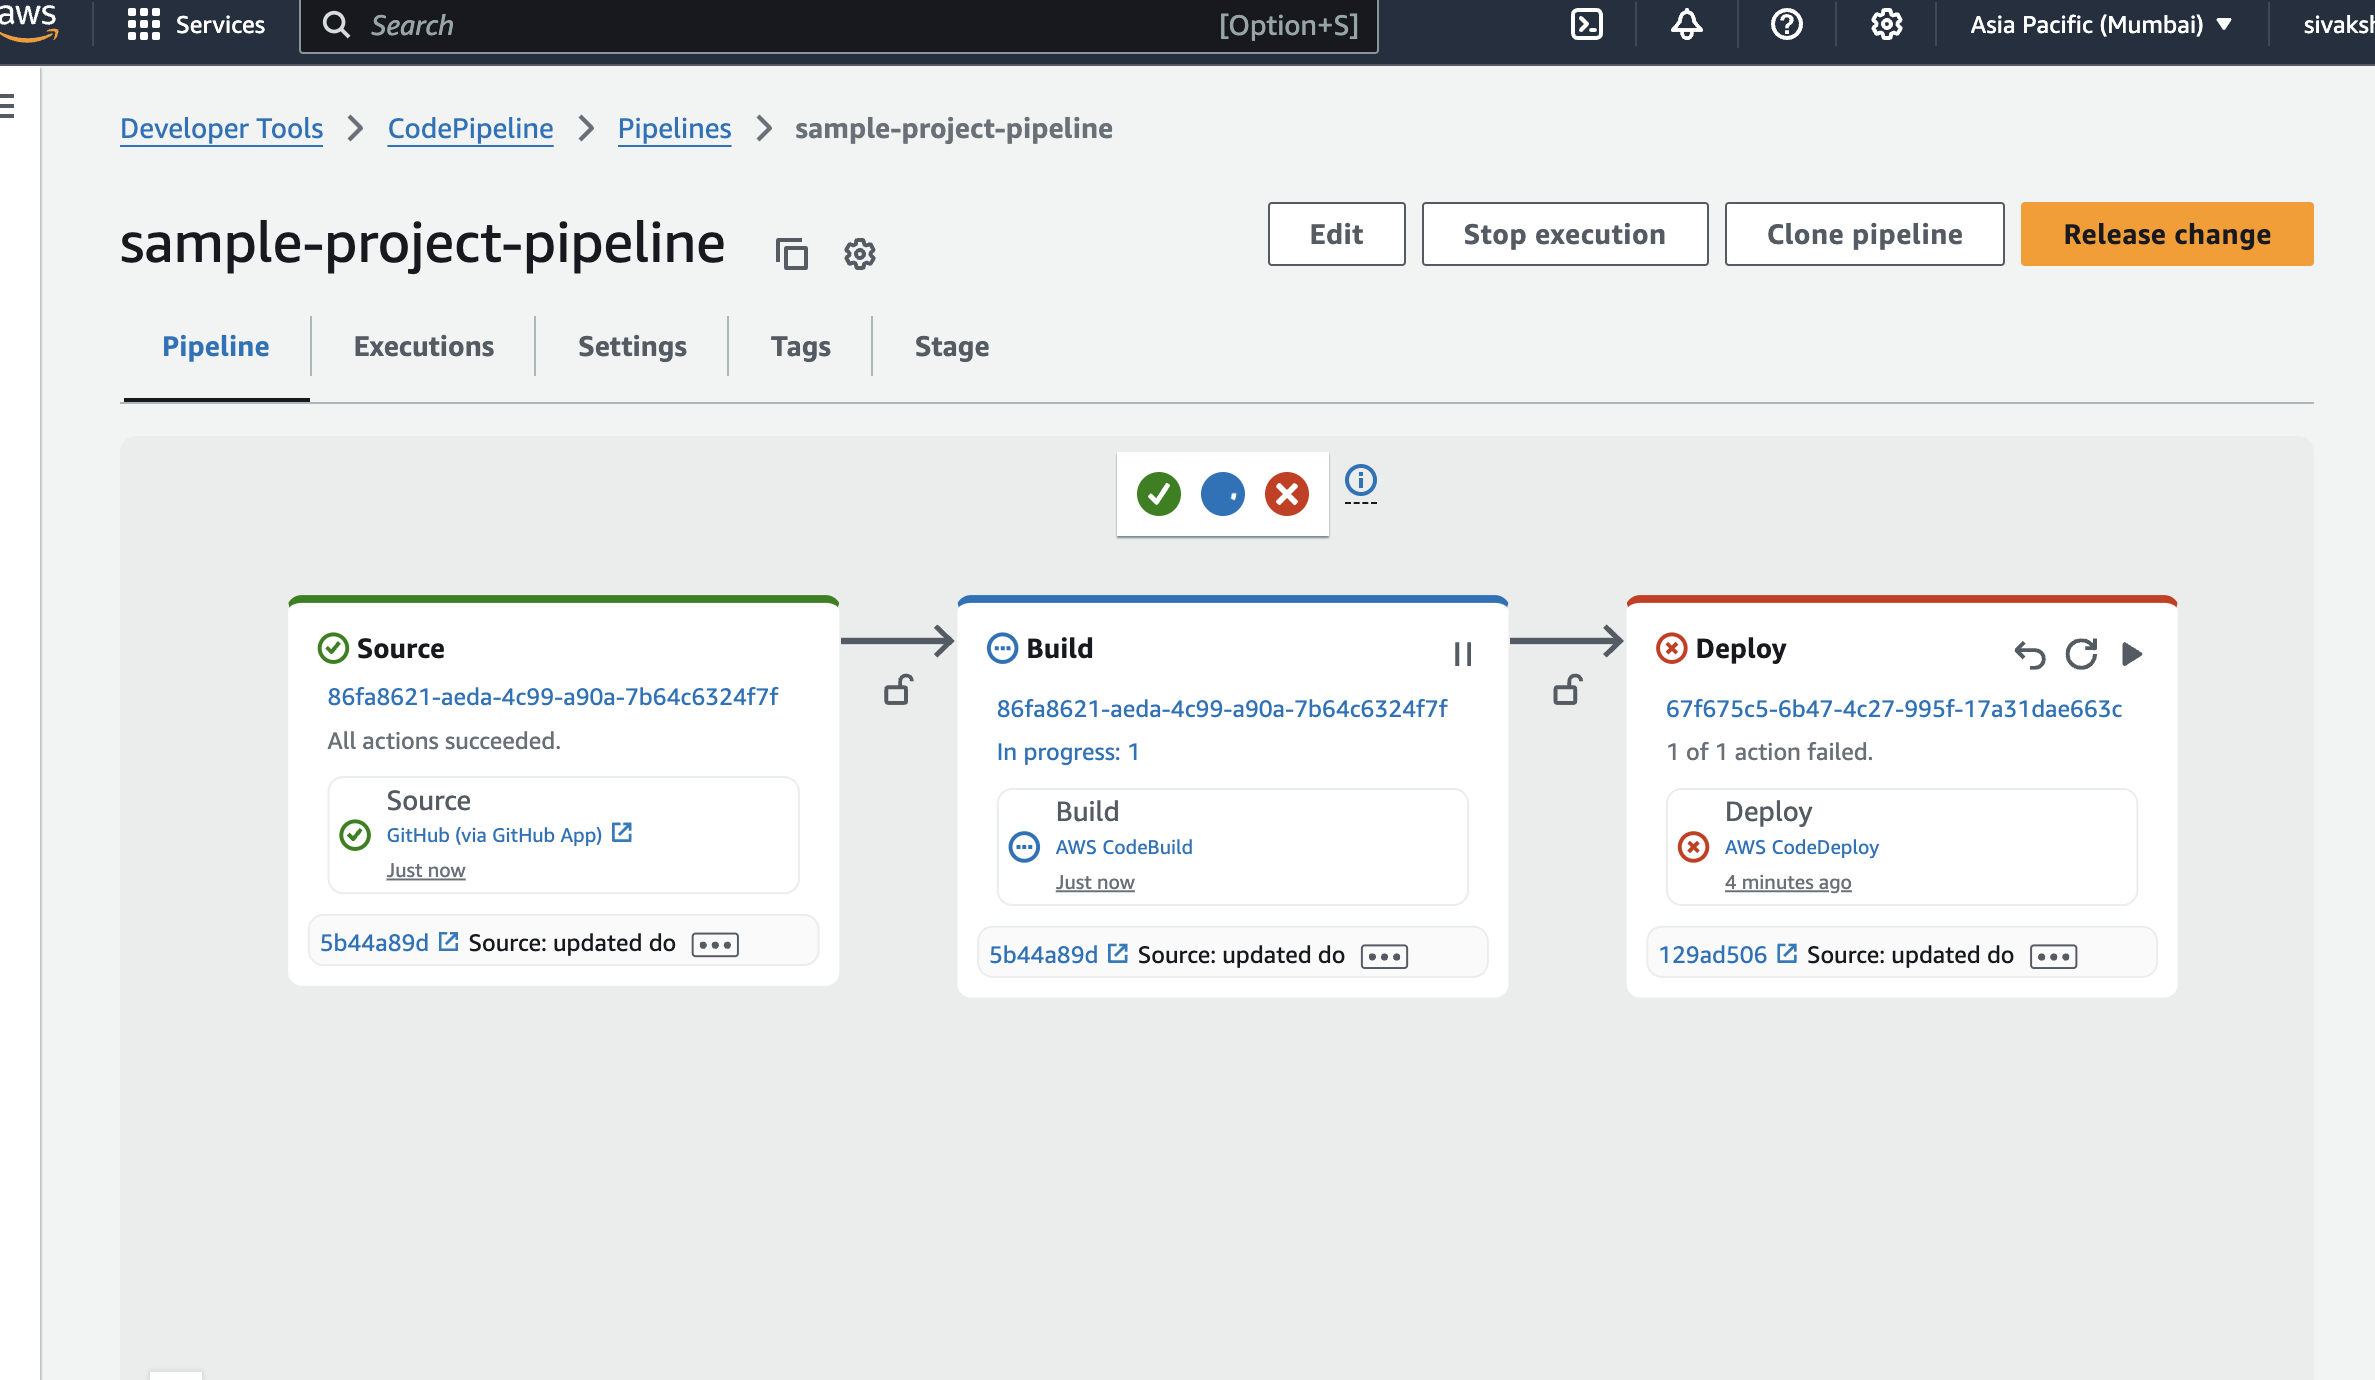 aws
Services
Search
[Option+S]
Asia Pacific (Mumbai)
Developer Tools
CodePipeline
Pipelines
sample-project-pipeline
sample-project-pipeline
Edit
Stop execution
Clone pipeline
Release change
Pipeline
Executions
Settings
Tags
Stage
Source
86fa8621-aeda-4c99-a90a-7b64c6324f7f
All actions succeeded.
Source
GitHub (via GitHub App)
Just now
5b44a89d Source: updated do
Build
86fa8621-aeda-4c99-a90a-7b64c6324f7f
In progress: 1
Build
AWS CodeBuild
Just now
5b44a89d Source: updated do
Deploy
67f675c5-6b47-4c27-995f-17a31dae663c
1 of 1 action failed.
Deploy
AWS CodeDeploy
4 minutes ago
129ad506 Source: updated do